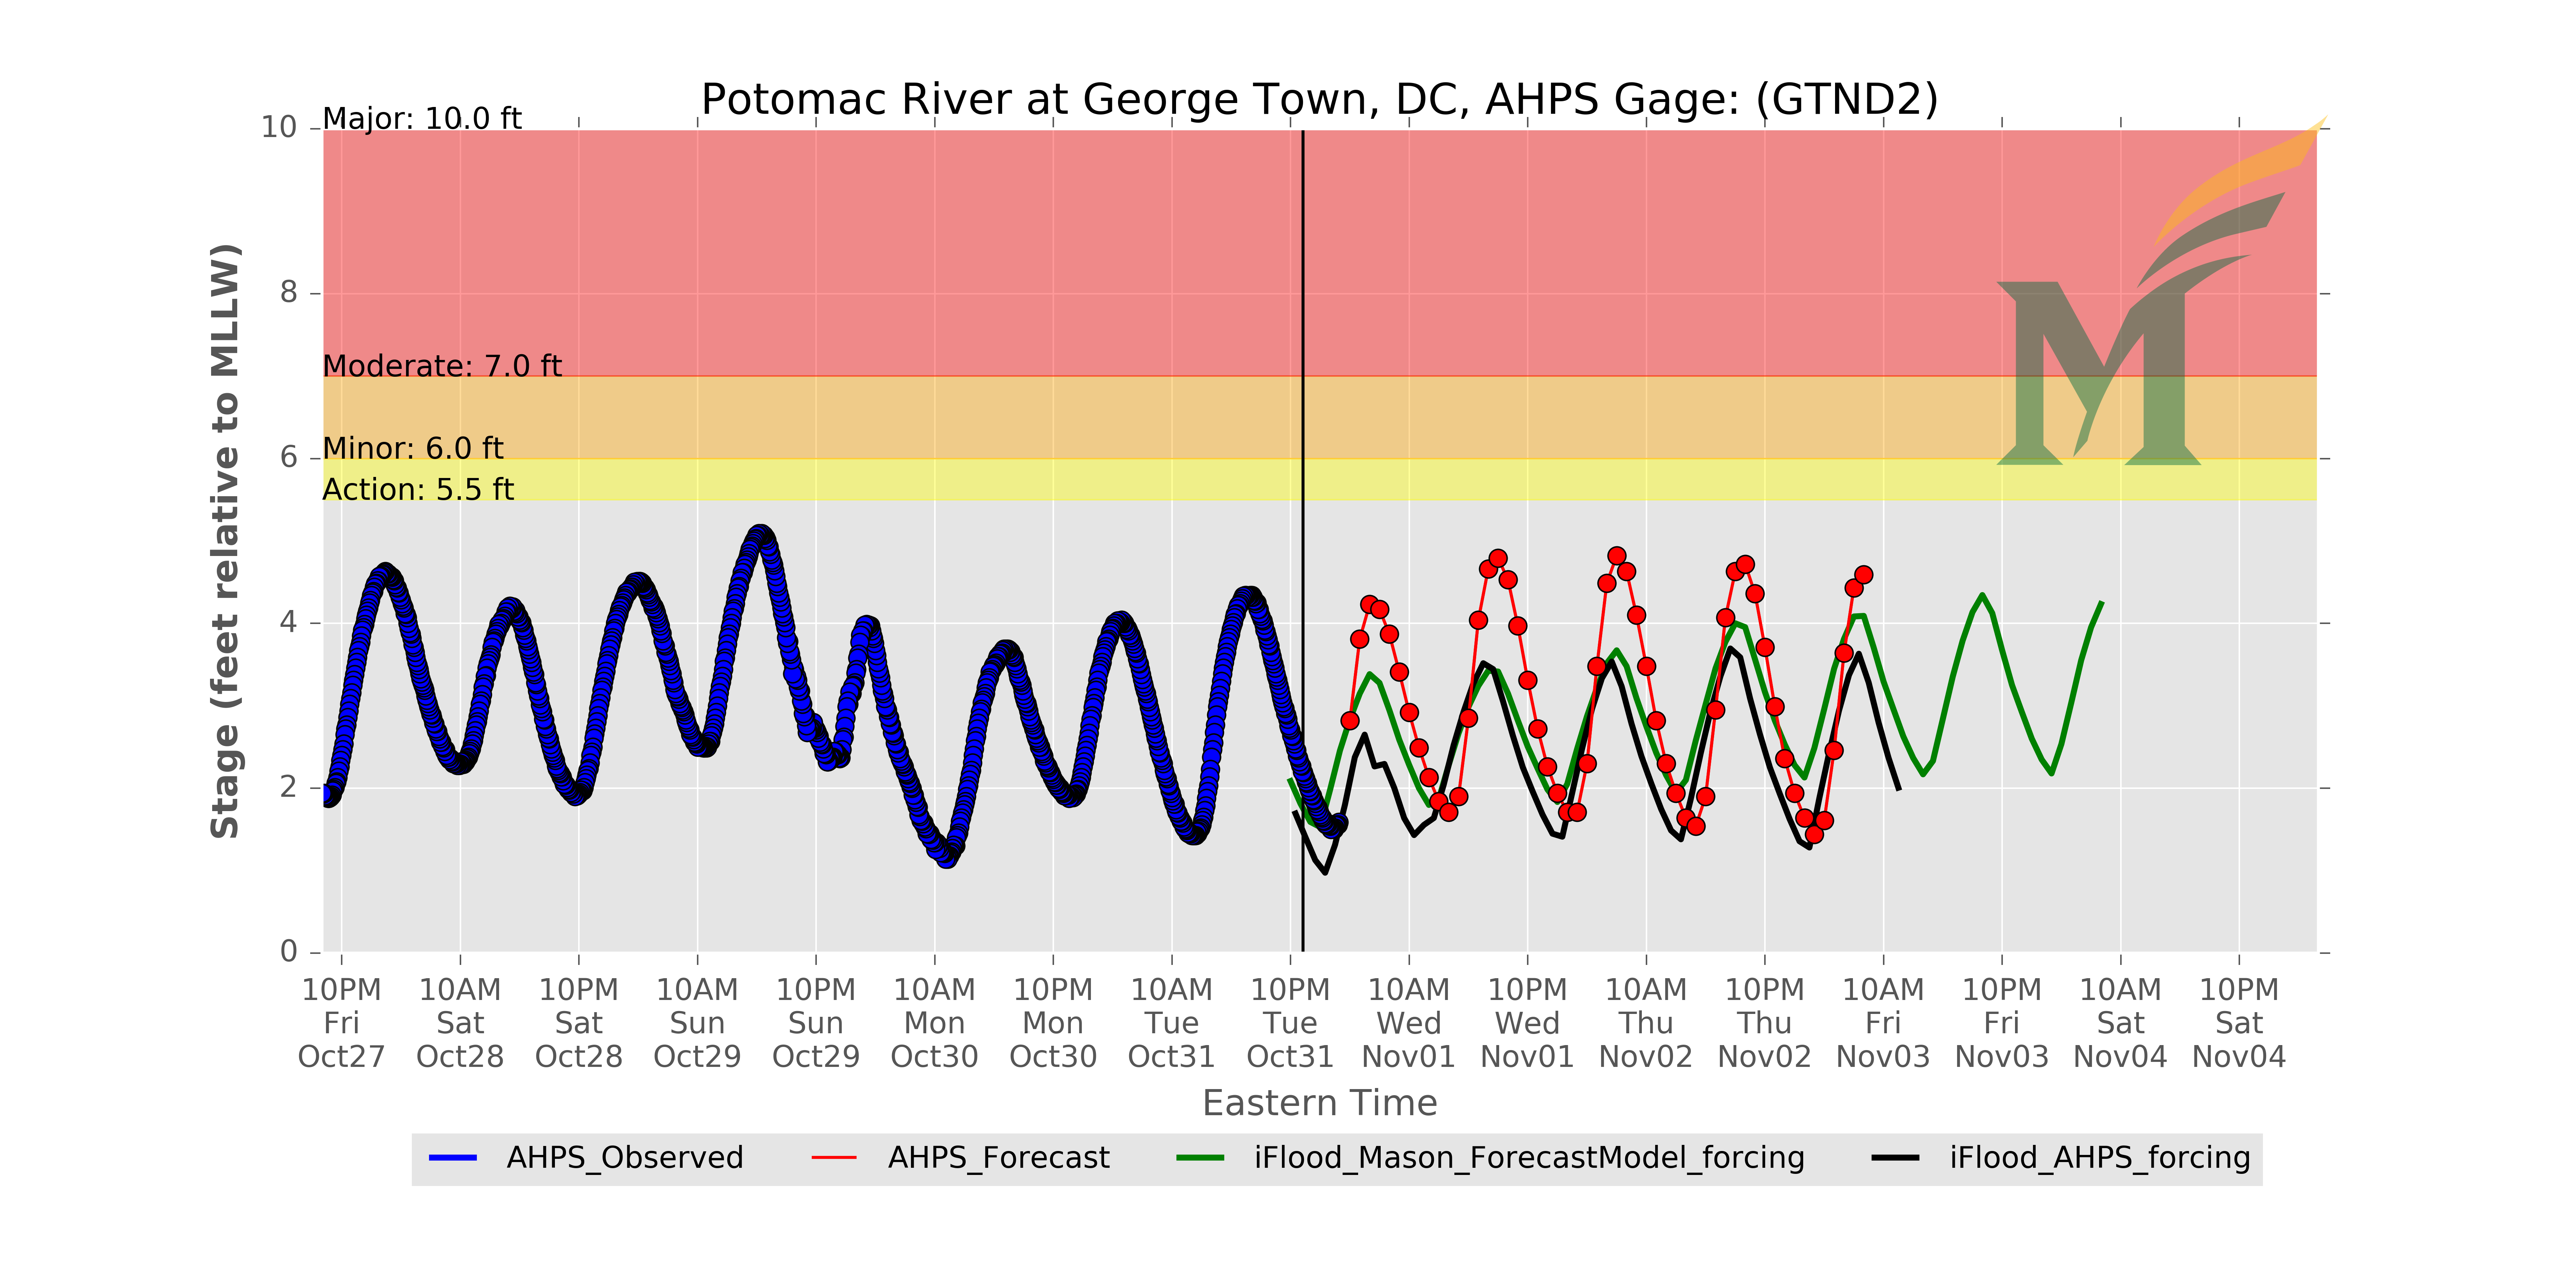 Potomac River at George Town, DC, AHPS Gage: (GTND2)
Major: 10.0 ft
Moderate: 7.0 ft
Minor: 6.0 ft
Action: 5.5 ft
Stage (feet relative to MLLW)
10
8
6
4
2
0
10PM 10AM 10PM 10AM 10PM 10AM 10PM 10AM 10PM 10AM 10PM 10AM 10PM 10AM 10PM 10AM 10PM
Fri Sat Sat Sun Sun Mon Mon Tue Tue Wed Wed Thu Thu Fri Fri Sat Sat
Oct27 Oct28 Oct28 Oct29 Oct29 Oct30 Oct30 Oct31 Oct31 Nov01 Nov01 Nov02 Nov02 Nov03 Nov03 Nov04 Nov04
Eastern Time
AHPS_Observed AHPS_Forecast iFlood_Mason_ForecastModel_forcing iFlood_AHPS_forcing
M